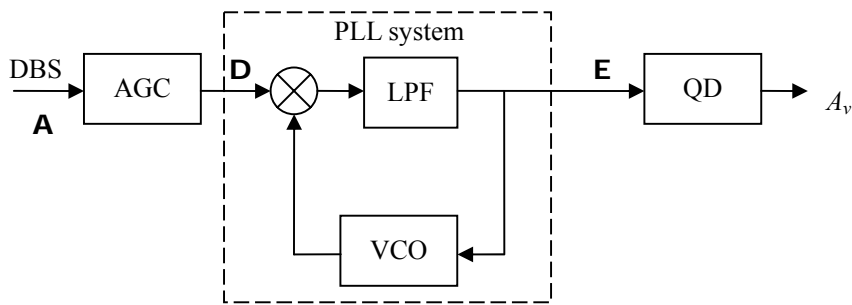 PLL system
DBS
A
AGC
D
LPF
E
QD
A_v
VCO